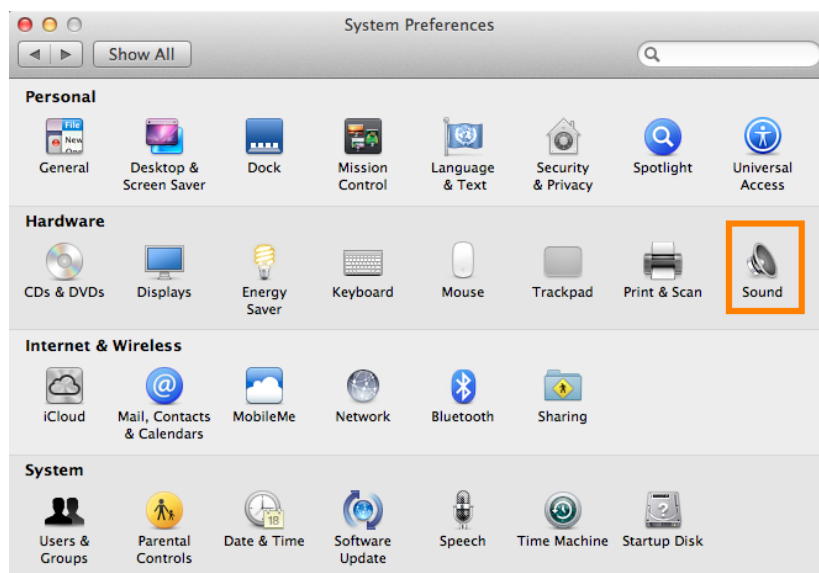 System Preferences
Show All
Personal
General
Desktop &
Screen Saver
Dock
Mission
Control
Language
& Text
Security
& Privacy
Spotlight
Universal
Access
Hardware
CDs & DVDs
Displays
Energy
Saver
Keyboard
Mouse
Trackpad
Print & Scan
Sound
Internet & Wireless
iCloud
Mail, Contacts
& Calendars
MobileMe
Network
Bluetooth
Sharing
System
Users &
Groups
Parental
Controls
18
Date & Time
Software
Update
Speech
Time Machine
Startup Disk